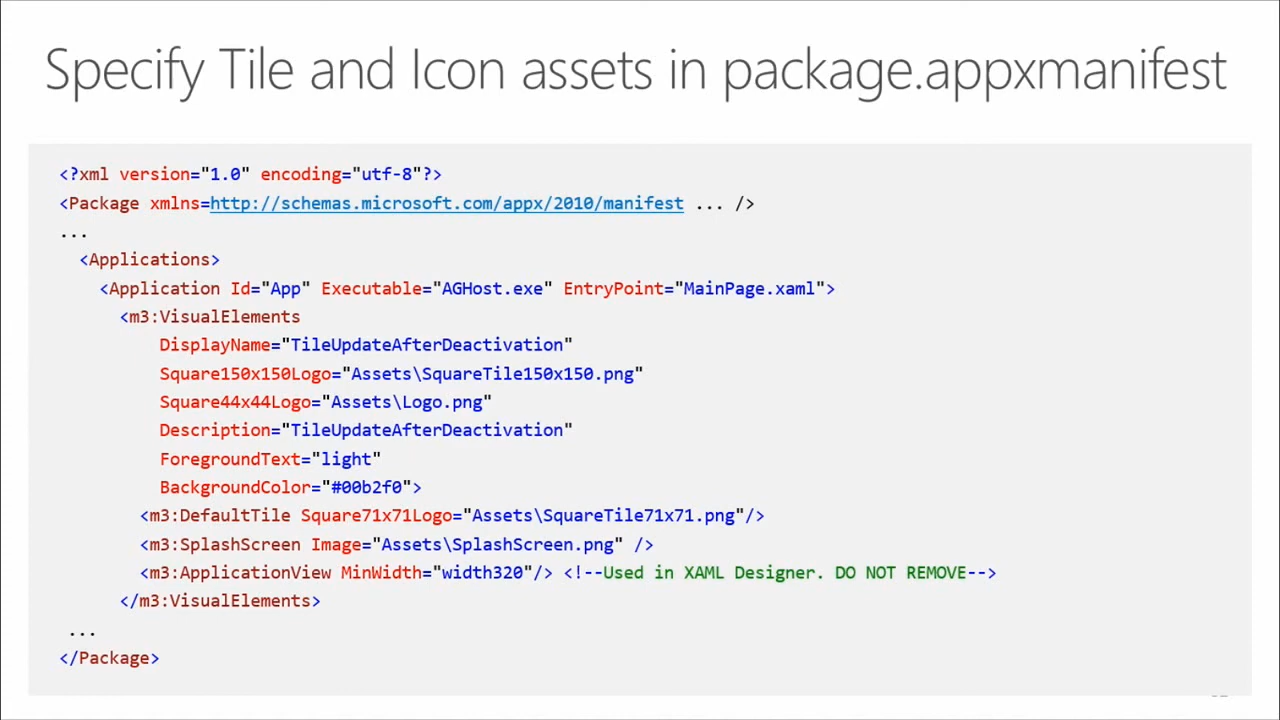 Specify Tile and Icon assets in package.appxmanifest
<?xml version="1.0" encoding="utf-8"?>
<Package xmlns=http://schemas.microsoft.com/appx/2010/manifest ... />
...
<Applications>
<Application Id="App" Executable="AGHost.exe" EntryPoint="MainPage.xaml">
<m3:VisualElements
DisplayName="TileUpdateAfterDeactivation"
Square150x150Logo="Assets\SquareTile150x150.png"
Square44x44Logo="Assets\Logo.png"
Description="TileUpdateAfterDeactivation"
ForegroundText="light"
BackgroundColor="#00b2f0">
<m3:DefaultTile Square71x71Logo="Assets\SquareTile71x71.png"/>
<m3:SplashScreen Image="Assets\SplashScreen.png" />
<m3:ApplicationView MinWidth="width320"/> <!--Used in XAML Designer. DO NOT REMOVE-->
</m3:VisualElements>
...
</Package>